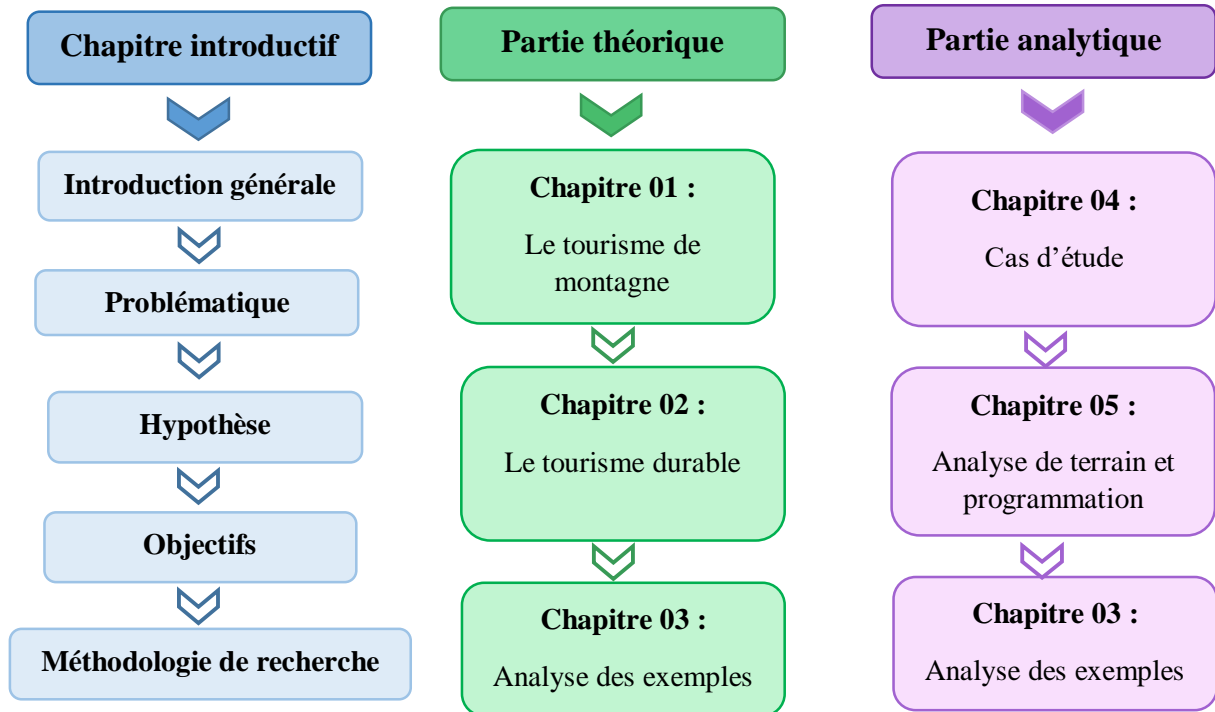 Chapitre introductif
Introduction générale
Problématique
Hypothèse
Objectifs
Méthodologie de recherche
Partie théorique
Chapitre 01 :
Le tourisme de
montagne
Chapitre 02 :
Le tourisme durable
Chapitre 03 :
Analyse des exemples
Partie analytique
Chapitre 04 :
Cas d’étude
Chapitre 05 :
Analyse de terrain et
programmation
Chapitre 03 :
Analyse des exemples